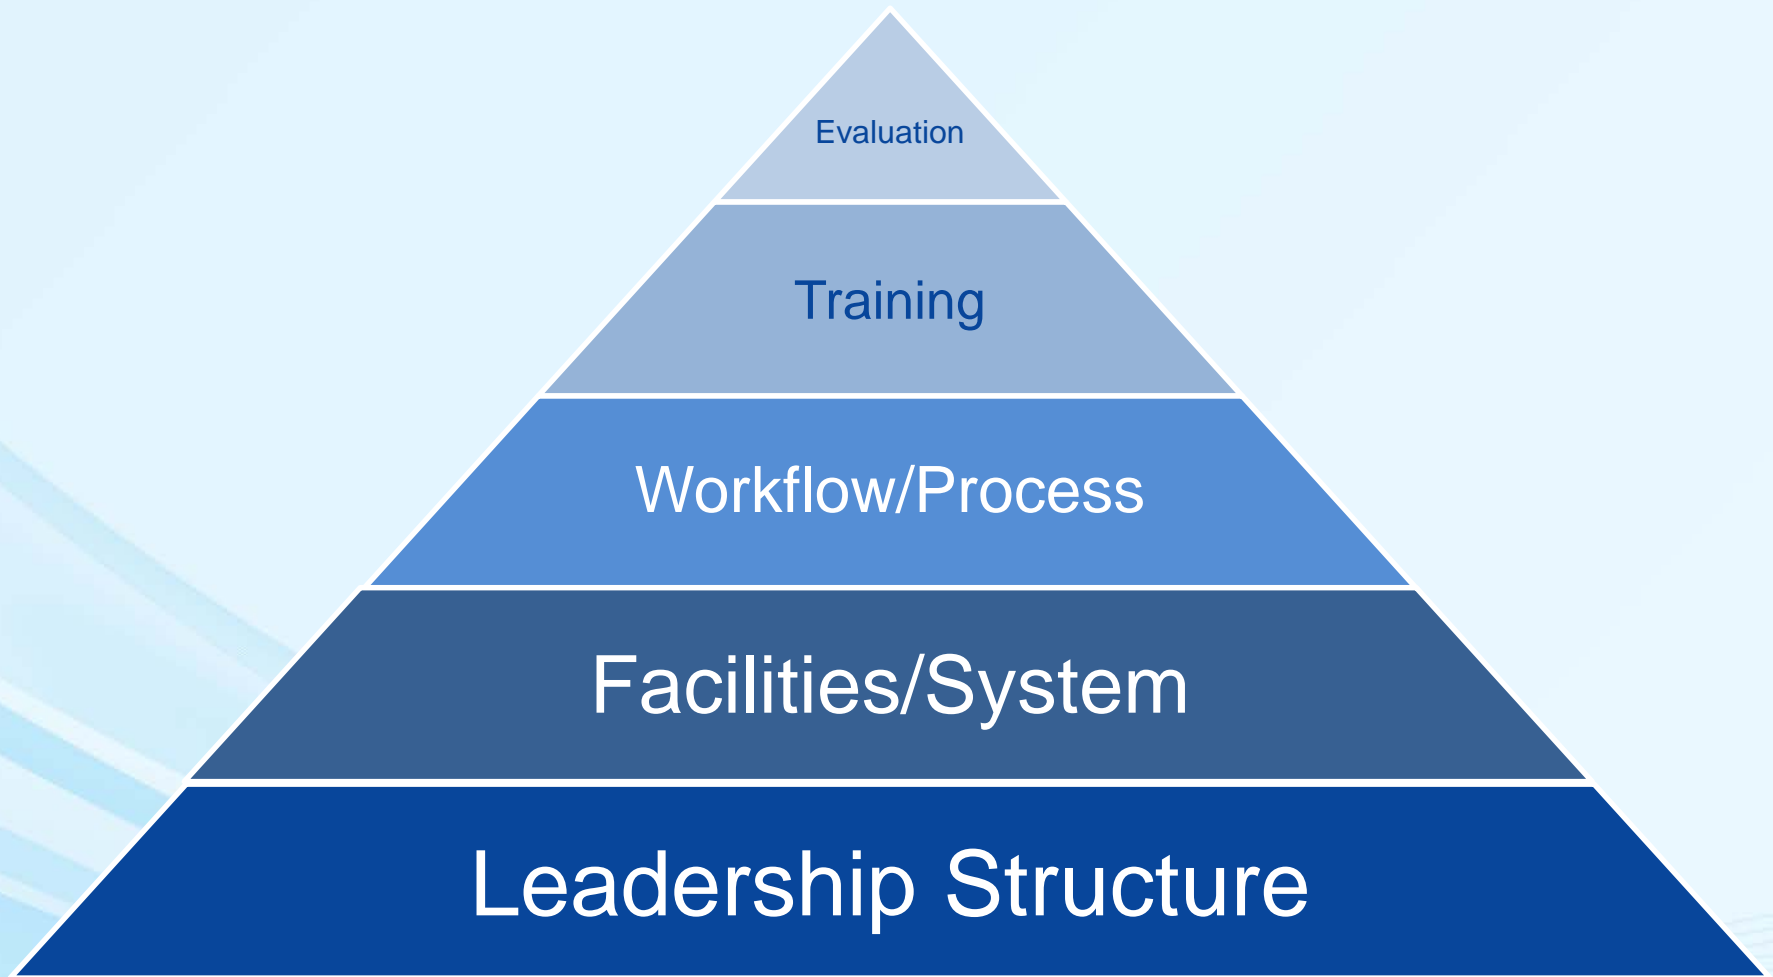 Evaluation
Training
Workflow/Process
Facilities/System
Leadership Structure